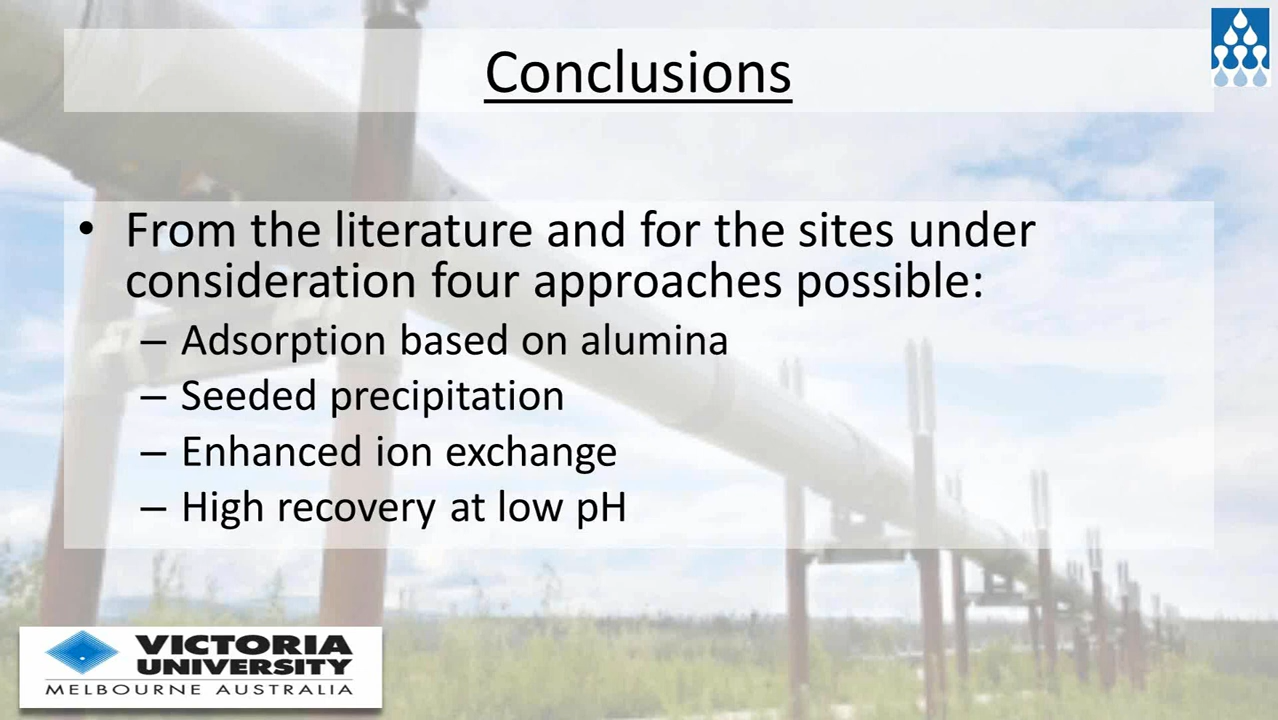 Conclusions
• From the literature and for the sites under
consideration four approaches possible:
– Adsorption based on alumina
– Seeded precipitation
– Enhanced ion exchange
– High recovery at low pH
VICTORIA
UNIVERSITY
MELBOURNE AUSTRALIA